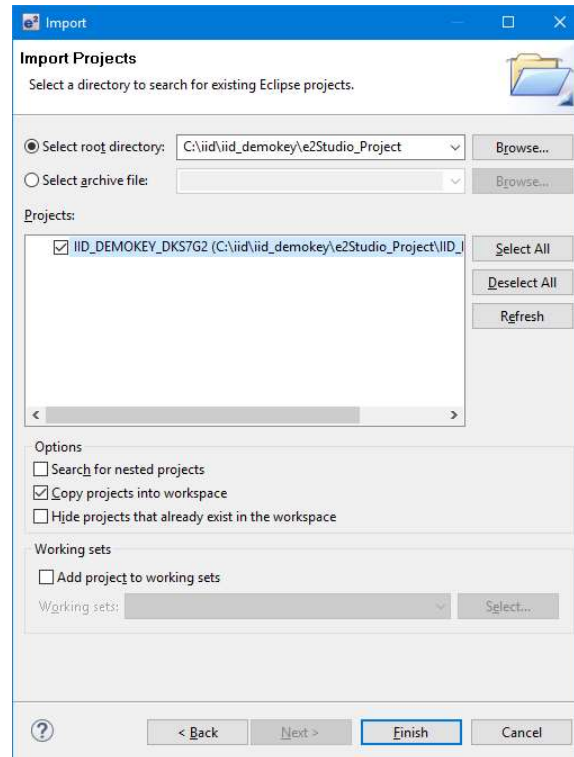 e² Import
Import Projects
Select a directory to search for existing Eclipse projects.
Select root directory: C:\iid\iid_demokey\e2Studio_Project Browse...
Select archive file: Browse...
Projects:
IID_DEMOKEY_DKS7G2 (C:\iid\iid_demokey\e2Studio_Project\IID_I
Select All
Deselect All
Refresh
Options
Search for nested projects
Copy projects into workspace
Hide projects that already exist in the workspace
Working sets
Add project to working sets
Working sets: Select...
? < Back Next > Finish Cancel